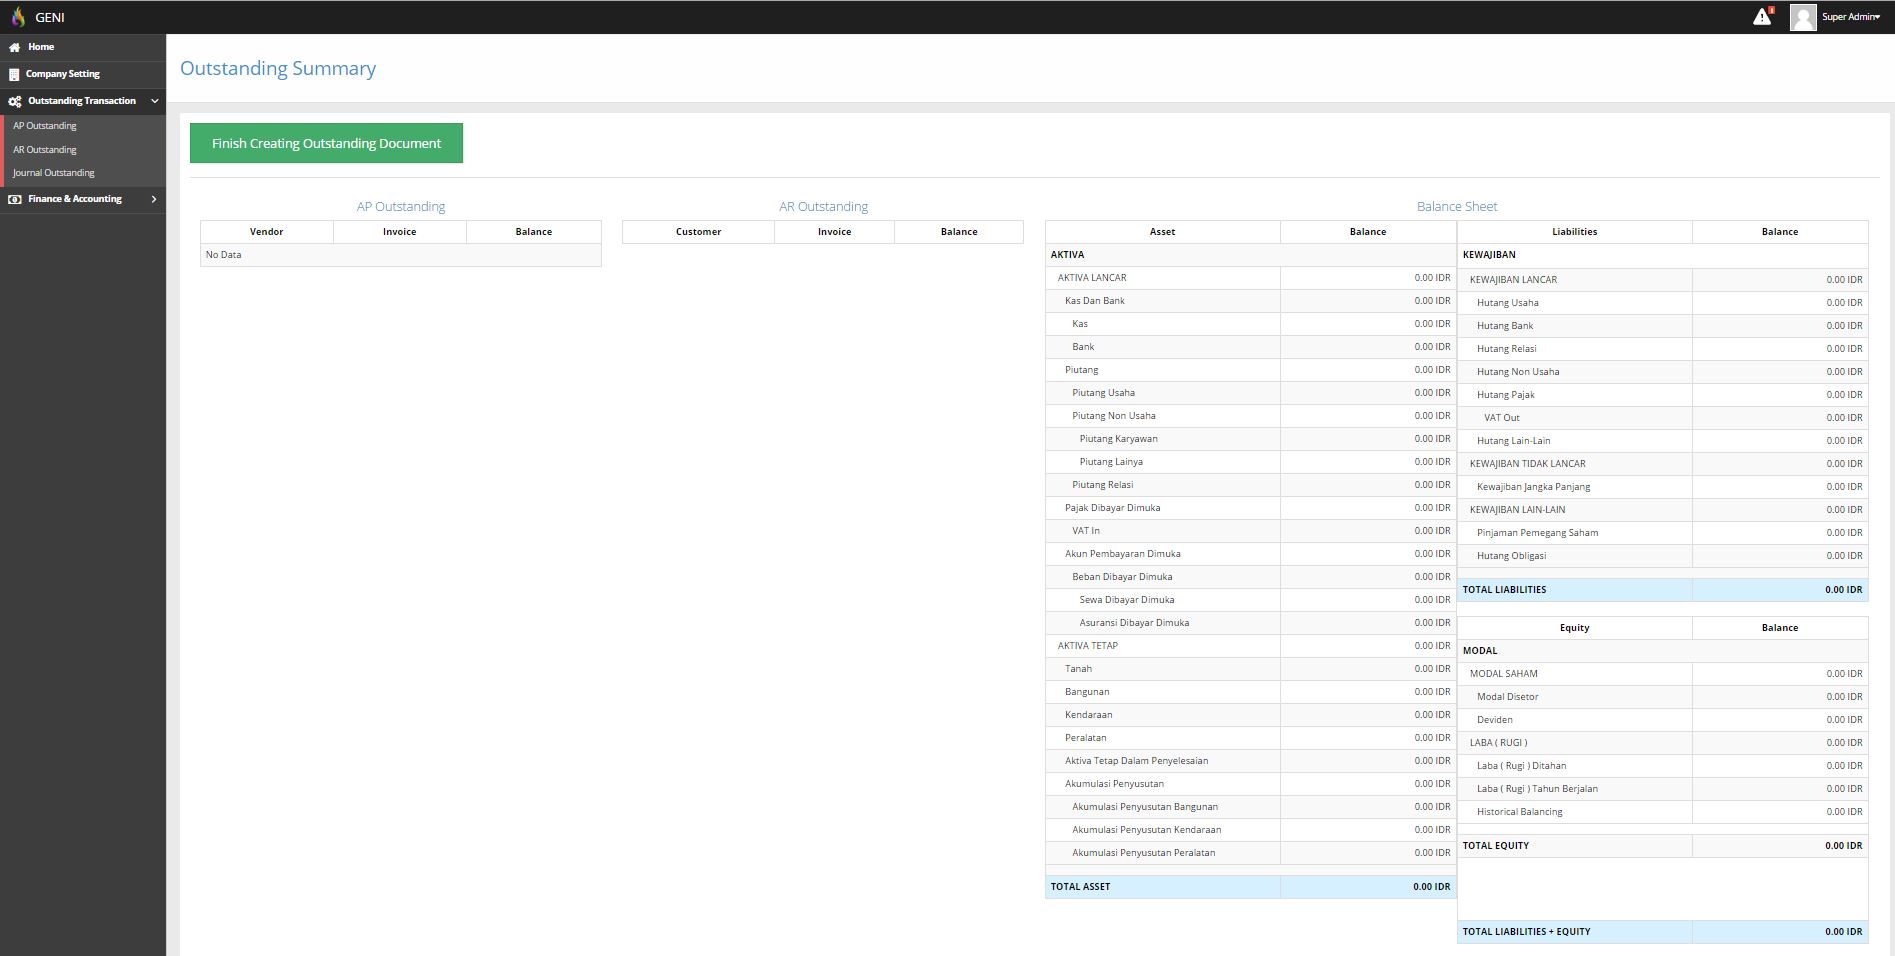 GENI
Super Admin
Home
Company Setting
Outstanding Transaction
AP Outstanding
AR Outstanding
Journal Outstanding
Finance & Accounting
Outstanding Summary
Finish Creating Outstanding Document
AP Outstanding
Vendor Invoice Balance
No Data
AR Outstanding
Customer Invoice Balance
Balance Sheet
Asset Balance
AKTIVA
AKTIVA LANCAR 0.00 IDR
Kas Dan Bank 0.00 IDR
Kas 0.00 IDR
Bank 0.00 IDR
Piutang 0.00 IDR
Piutang Usaha 0.00 IDR
Piutang Non Usaha 0.00 IDR
Piutang Karyawan 0.00 IDR
Piutang Lainya 0.00 IDR
Piutang Relasi 0.00 IDR
Pajak Dibayar Dimuka 0.00 IDR
VAT In 0.00 IDR
Akun Pembayaran Dimuka 0.00 IDR
Beban Dibayar Dimuka 0.00 IDR
Sewa Dibayar Dimuka 0.00 IDR
Asuransi Dibayar Dimuka 0.00 IDR
AKTIVA TETAP 0.00 IDR
Tanah 0.00 IDR
Bangunan 0.00 IDR
Kendaraan 0.00 IDR
Peralatan 0.00 IDR
Aktiva Tetap Dalam Penyelesaian 0.00 IDR
Akumulasi Penyusutan 0.00 IDR
Akumulasi Penyusutan Bangunan 0.00 IDR
Akumulasi Penyusutan Kendaraan 0.00 IDR
Akumulasi Penyusutan Peralatan 0.00 IDR
TOTAL ASSET 0.00 IDR
Liabilities Balance
KEWAJIBAN
KEWAJIBAN LANCAR 0.00 IDR
Hutang Usaha 0.00 IDR
Hutang Bank 0.00 IDR
Hutang Relasi 0.00 IDR
Hutang Non Usaha 0.00 IDR
Hutang Pajak 0.00 IDR
VAT Out 0.00 IDR
Hutang Lain-Lain 0.00 IDR
KEWAJIBAN TIDAK LANCAR 0.00 IDR
Kewajiban Jangka Panjang 0.00 IDR
KEWAJIBAN LAIN-LAIN 0.00 IDR
Pinjaman Pemegang Saham 0.00 IDR
Hutang Obligasi 0.00 IDR
TOTAL LIABILITIES 0.00 IDR
Equity Balance
MODAL
MODAL SAHAM 0.00 IDR
Modal Disetor 0.00 IDR
Deviden 0.00 IDR
LABA ( RUGI ) 0.00 IDR
Laba ( Rugi ) Ditahan 0.00 IDR
Laba ( Rugi ) Tahun Berjalan 0.00 IDR
Historical Balancing 0.00 IDR
TOTAL EQUITY 0.00 IDR
TOTAL LIABILITIES + EQUITY 0.00 IDR